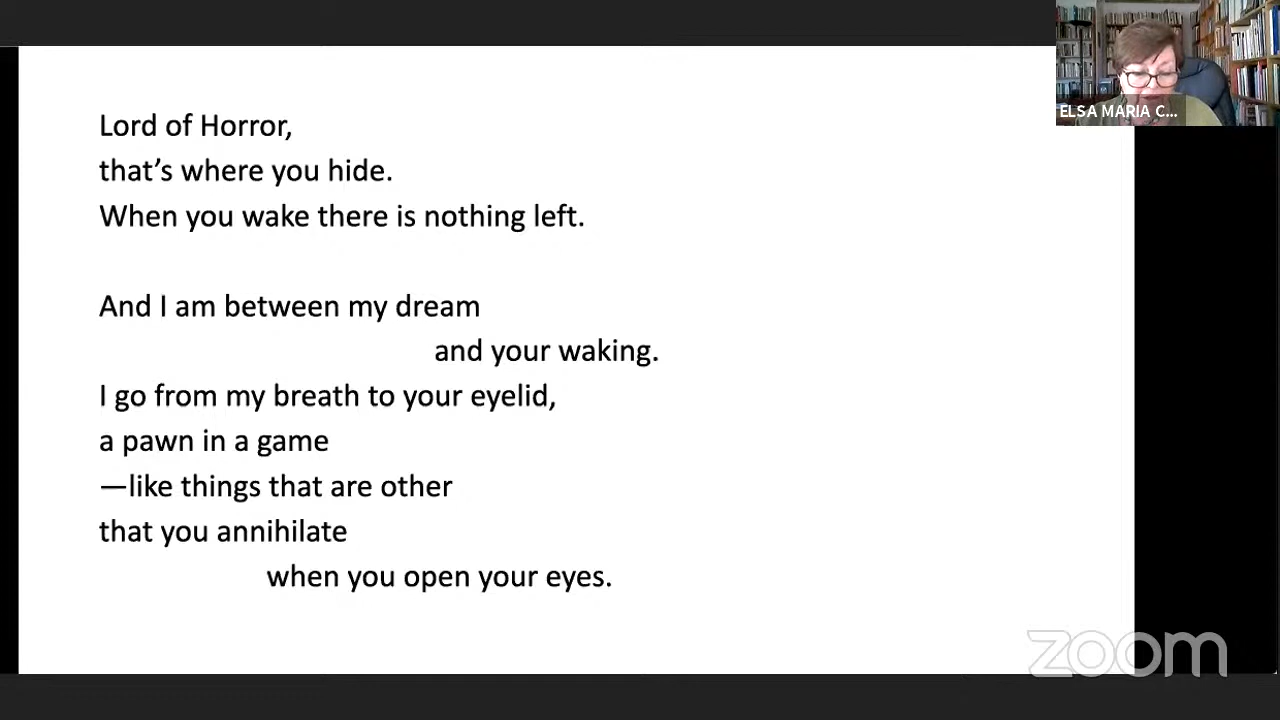 Lord of Horror,
that’s where you hide.
When you wake there is nothing left.
And I am between my dream
and your waking.
I go from my breath to your eyelid,
a pawn in a game
—like things that are other
that you annihilate
when you open your eyes.
ELSA MARIA C...
zoom